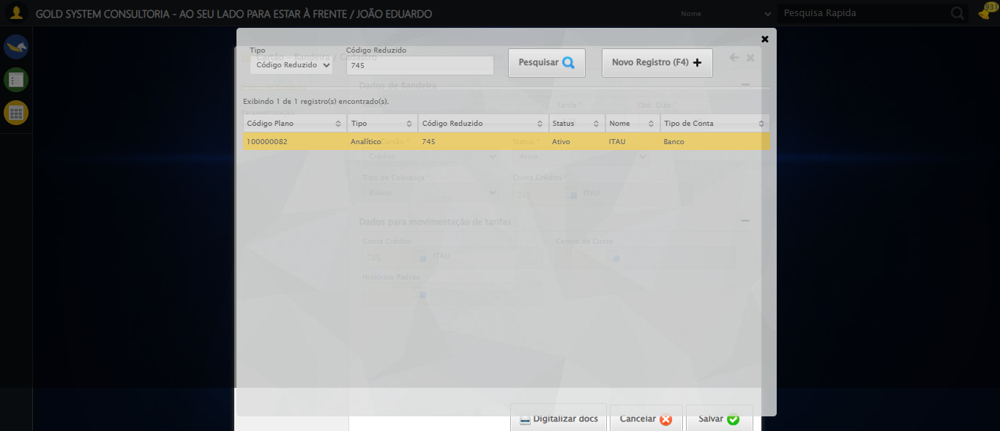 GOLD SYSTEM CONSULTORIA - AO SEU LADO PARA ESTAR À FRENTE / JOÃO EDUARDO
Nome
Pesquisa Rapida
931
Tipo
Código Reduzido
Cartão - Bandeira / Cadastro
Código Reduzido
745
Pesquisar
Novo Registro (F4)
Dados de Bandeira
Exibindo 1 de 1 registro(s) encontrado(s).
Tarifa *
Qtd. Dias *
Parametrização
Código Plano
Tipo
Código Reduzido
Status
Nome
Tipo de Conta
100000082
Analítico
745
Ativo
ITAU
Banco
Cartão *
Status *
Crédito
Ativo
Tipo de Cobrança *
Conta Crédito *
Boleto
745
ITAU
Dados para movimentação de tarifas
Conta Crédito
Centro de Custo
745
ITAU
Histórico Padrao
Digitalizar docs
Cancelar
Salvar